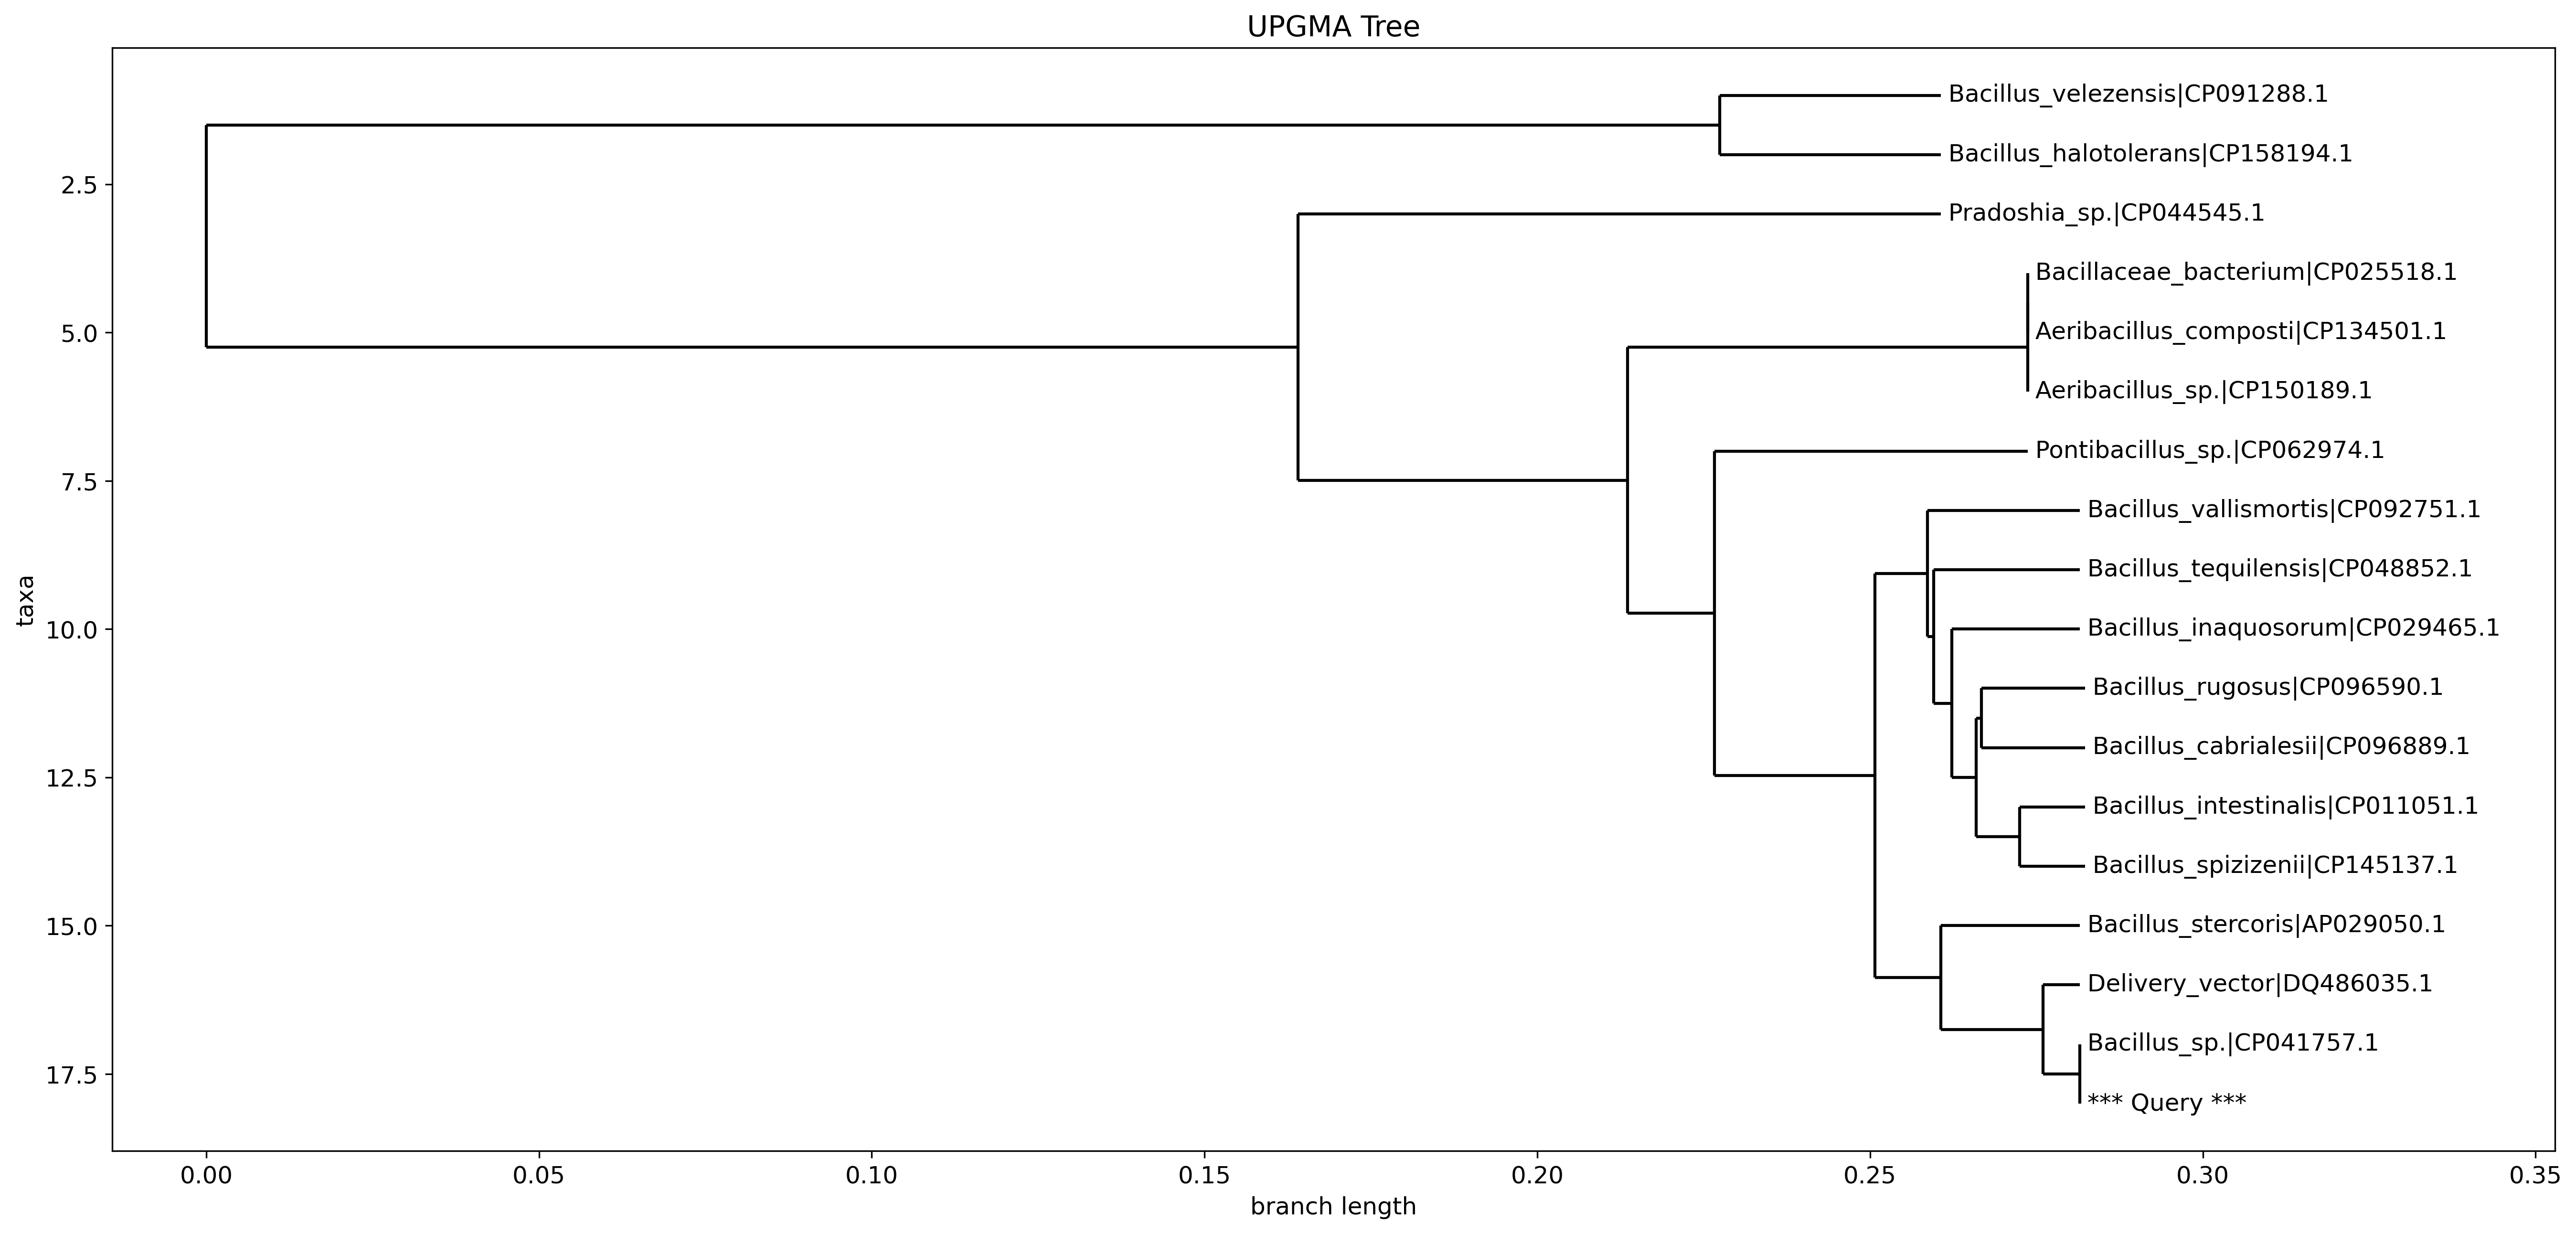 UPGMA Tree
Bacillus_velezensis|CP091288.1
Bacillus_halotolerans|CP158194.1
2.5
Pradoshia_sp.|CP044545.1
Bacillaceae_bacterium|CP025518.1
5.0
Aeribacillus_composti|CP134501.1
Aeribacillus_sp.|CP150189.1
Pontibacillus_sp.|CP062974.1
7.5
Bacillus_vallismortis|CP092751.1
Bacillus_tequilensis|CP048852.1
taxa
10.0
Bacillus_inaquosorum|CP029465.1
Bacillus_rugosus|CP096590.1
Bacillus_cabrialesii|CP096889.1
12.5
Bacillus_intestinalis|CP011051.1
Bacillus_spizizenii|CP145137.1
15.0
Bacillus_stercoris|AP029050.1
Delivery_vector|DQ486035.1
Bacillus_sp.|CP041757.1
17.5
*** Query ***
0.00 0.05 0.10 0.15 0.20 0.25 0.30 0.35
branch length